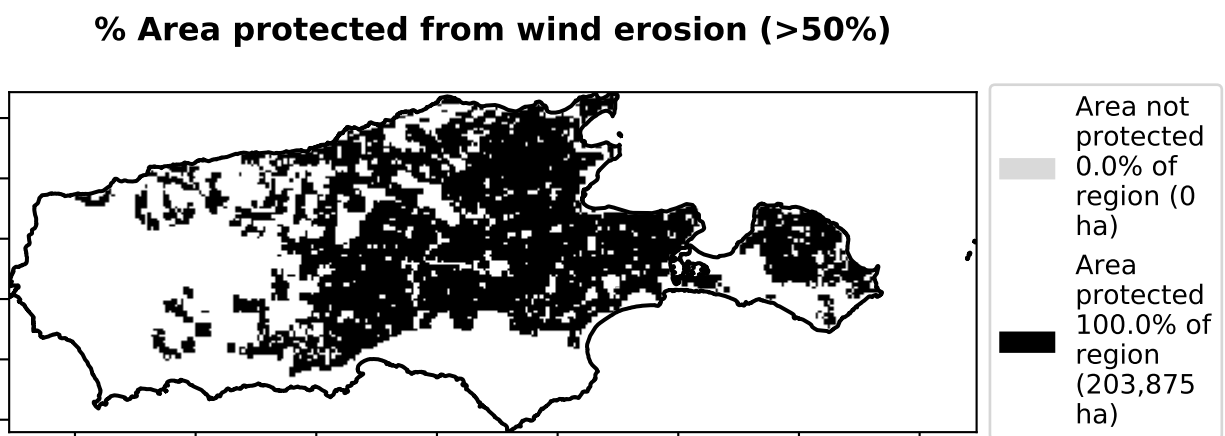 % Area protected from wind erosion (>50%)
Area not
protected
0.0% of
region (0
ha)
Area
protected
100.0% of
region
(203,875
ha)